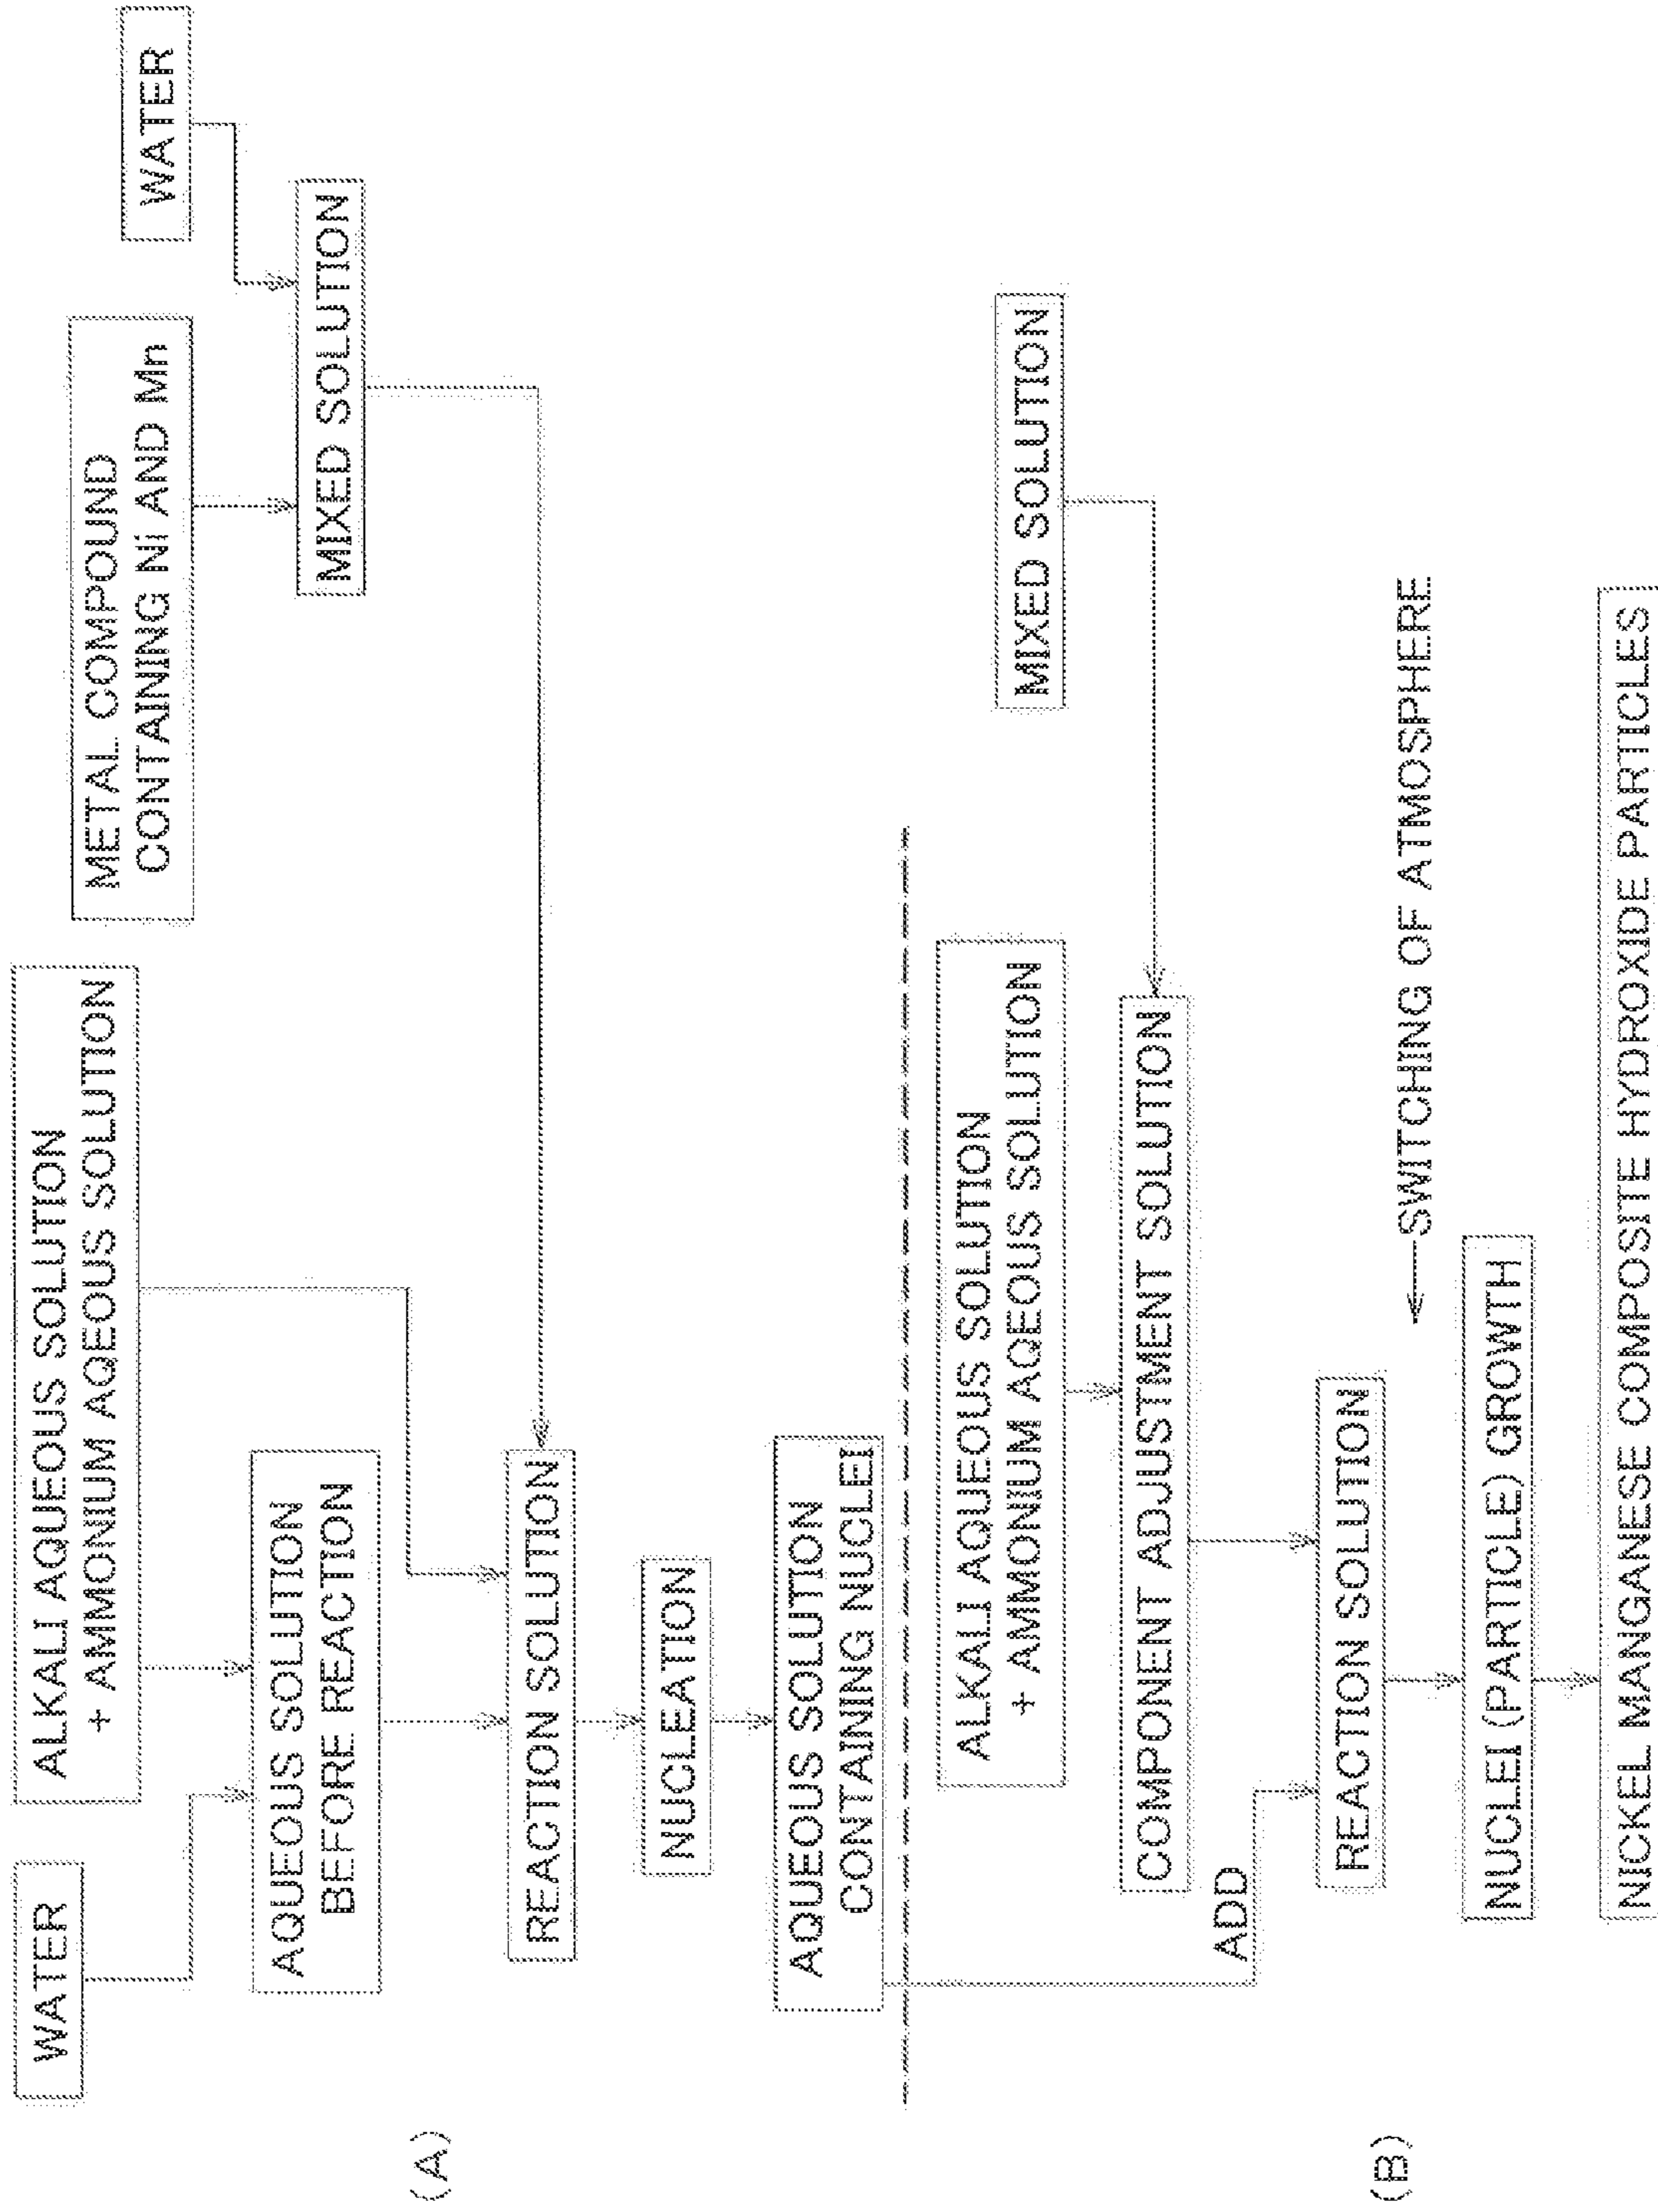 (A)
WATER
ALKALI AQUEOUS SOLUTION
+ AMMONIUM AQEOUS SOLUTION
METAL COMPOUND
CONTAINING Ni AND Mn
WATER
AQUEOUS SOLUTION
BEFORE REACTION
MIXED SOLUTION
REACTION SOLUTION
NUCLEATION
AQUEOUS SOLUTION
CONTAINING NUCLEI
(B)
ALKALI AQUEOUS SOLUTION
+ AMMONIUM AQEOUS SOLUTION
MIXED SOLUTION
COMPONENT ADJUSTMENT SOLUTION
ADD
REACTION SOLUTION
SWITCHING OF ATMOSPHERE
NUCLEI (PARTICLE) GROWTH
NICKEL MANGANESE COMPOSITE HYDROXIDE PARTICLES